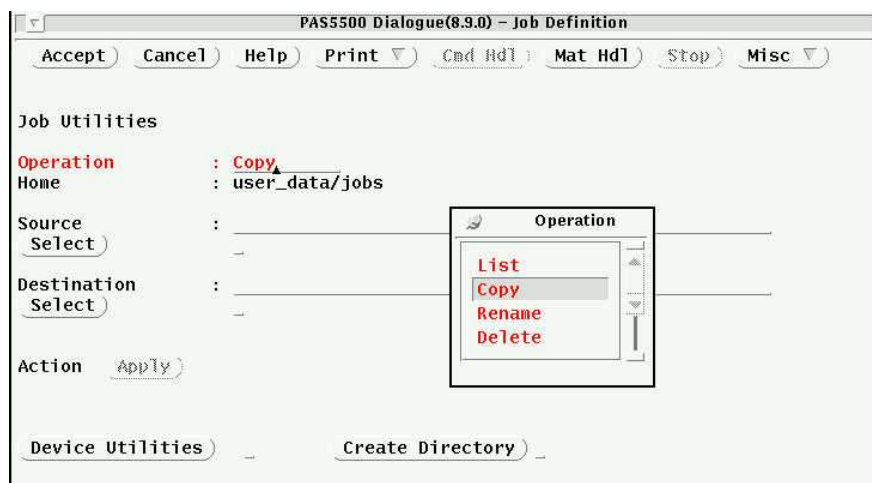 PAS5500 Dialogue(8.9.0) – Job Definition
Accept Cancel Help Print Cmd Hdl Mat Hdl Stop Misc
Job Utilities
Operation : Copy
Home : user_data/jobs
Source :
Select
Destination :
Select
Action Apply
Device Utilities Create Directory
Operation
List
Copy
Rename
Delete